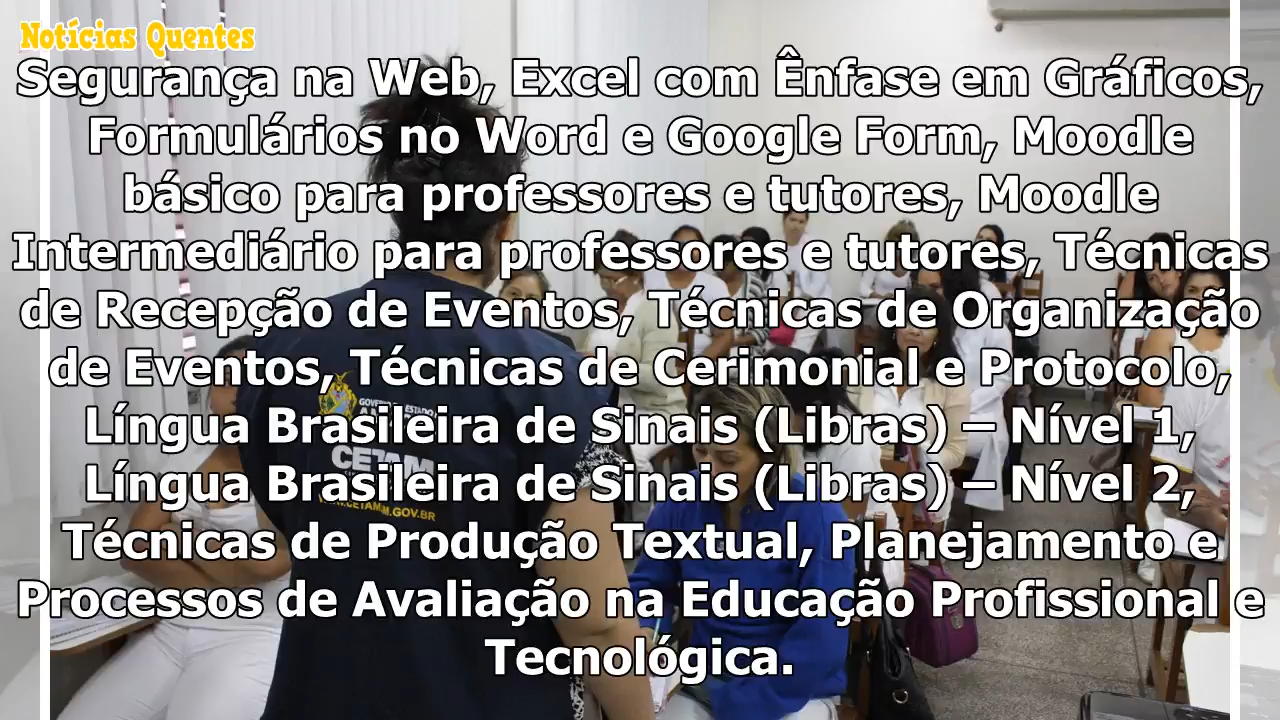 Notícias Quentes
Segurança na Web, Excel com Ênfase em Gráficos,
Formulários no Word e Google Form, Moodle
básico para professores e tutores, Moodle
Intermediário para professores e tutores, Técnicas
de Recepção de Eventos, Técnicas de Organização
de Eventos, Técnicas de Cerimonial e Protocolo,
Língua Brasileira de Sinais (Libras) – Nível 1,
Língua Brasileira de Sinais (Libras) – Nível 2,
Técnicas de Produção Textual, Planejamento e
Processos de Avaliação na Educação Profissional e
Tecnológica.
CETAM